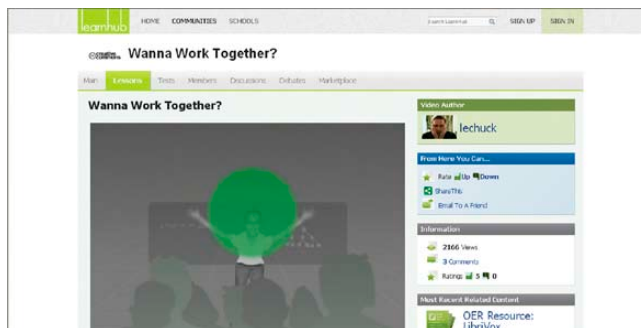 learnhub
HOME COMMUNITIES SCHOOLS
Search LearnHub
SIGN UP SIGN IN
creative commons Wanna Work Together?
Main Lessons Tests Members Discussions Debates Marketplace
Wanna Work Together?
Video Author
lechuck
From Here You Can...
Rate Up Down
ShareThis
Email To A Friend
Information
2166 Views
3 Comments
Ratings 5 0
Most Recent Related Content
OER Resource:
LibriVox